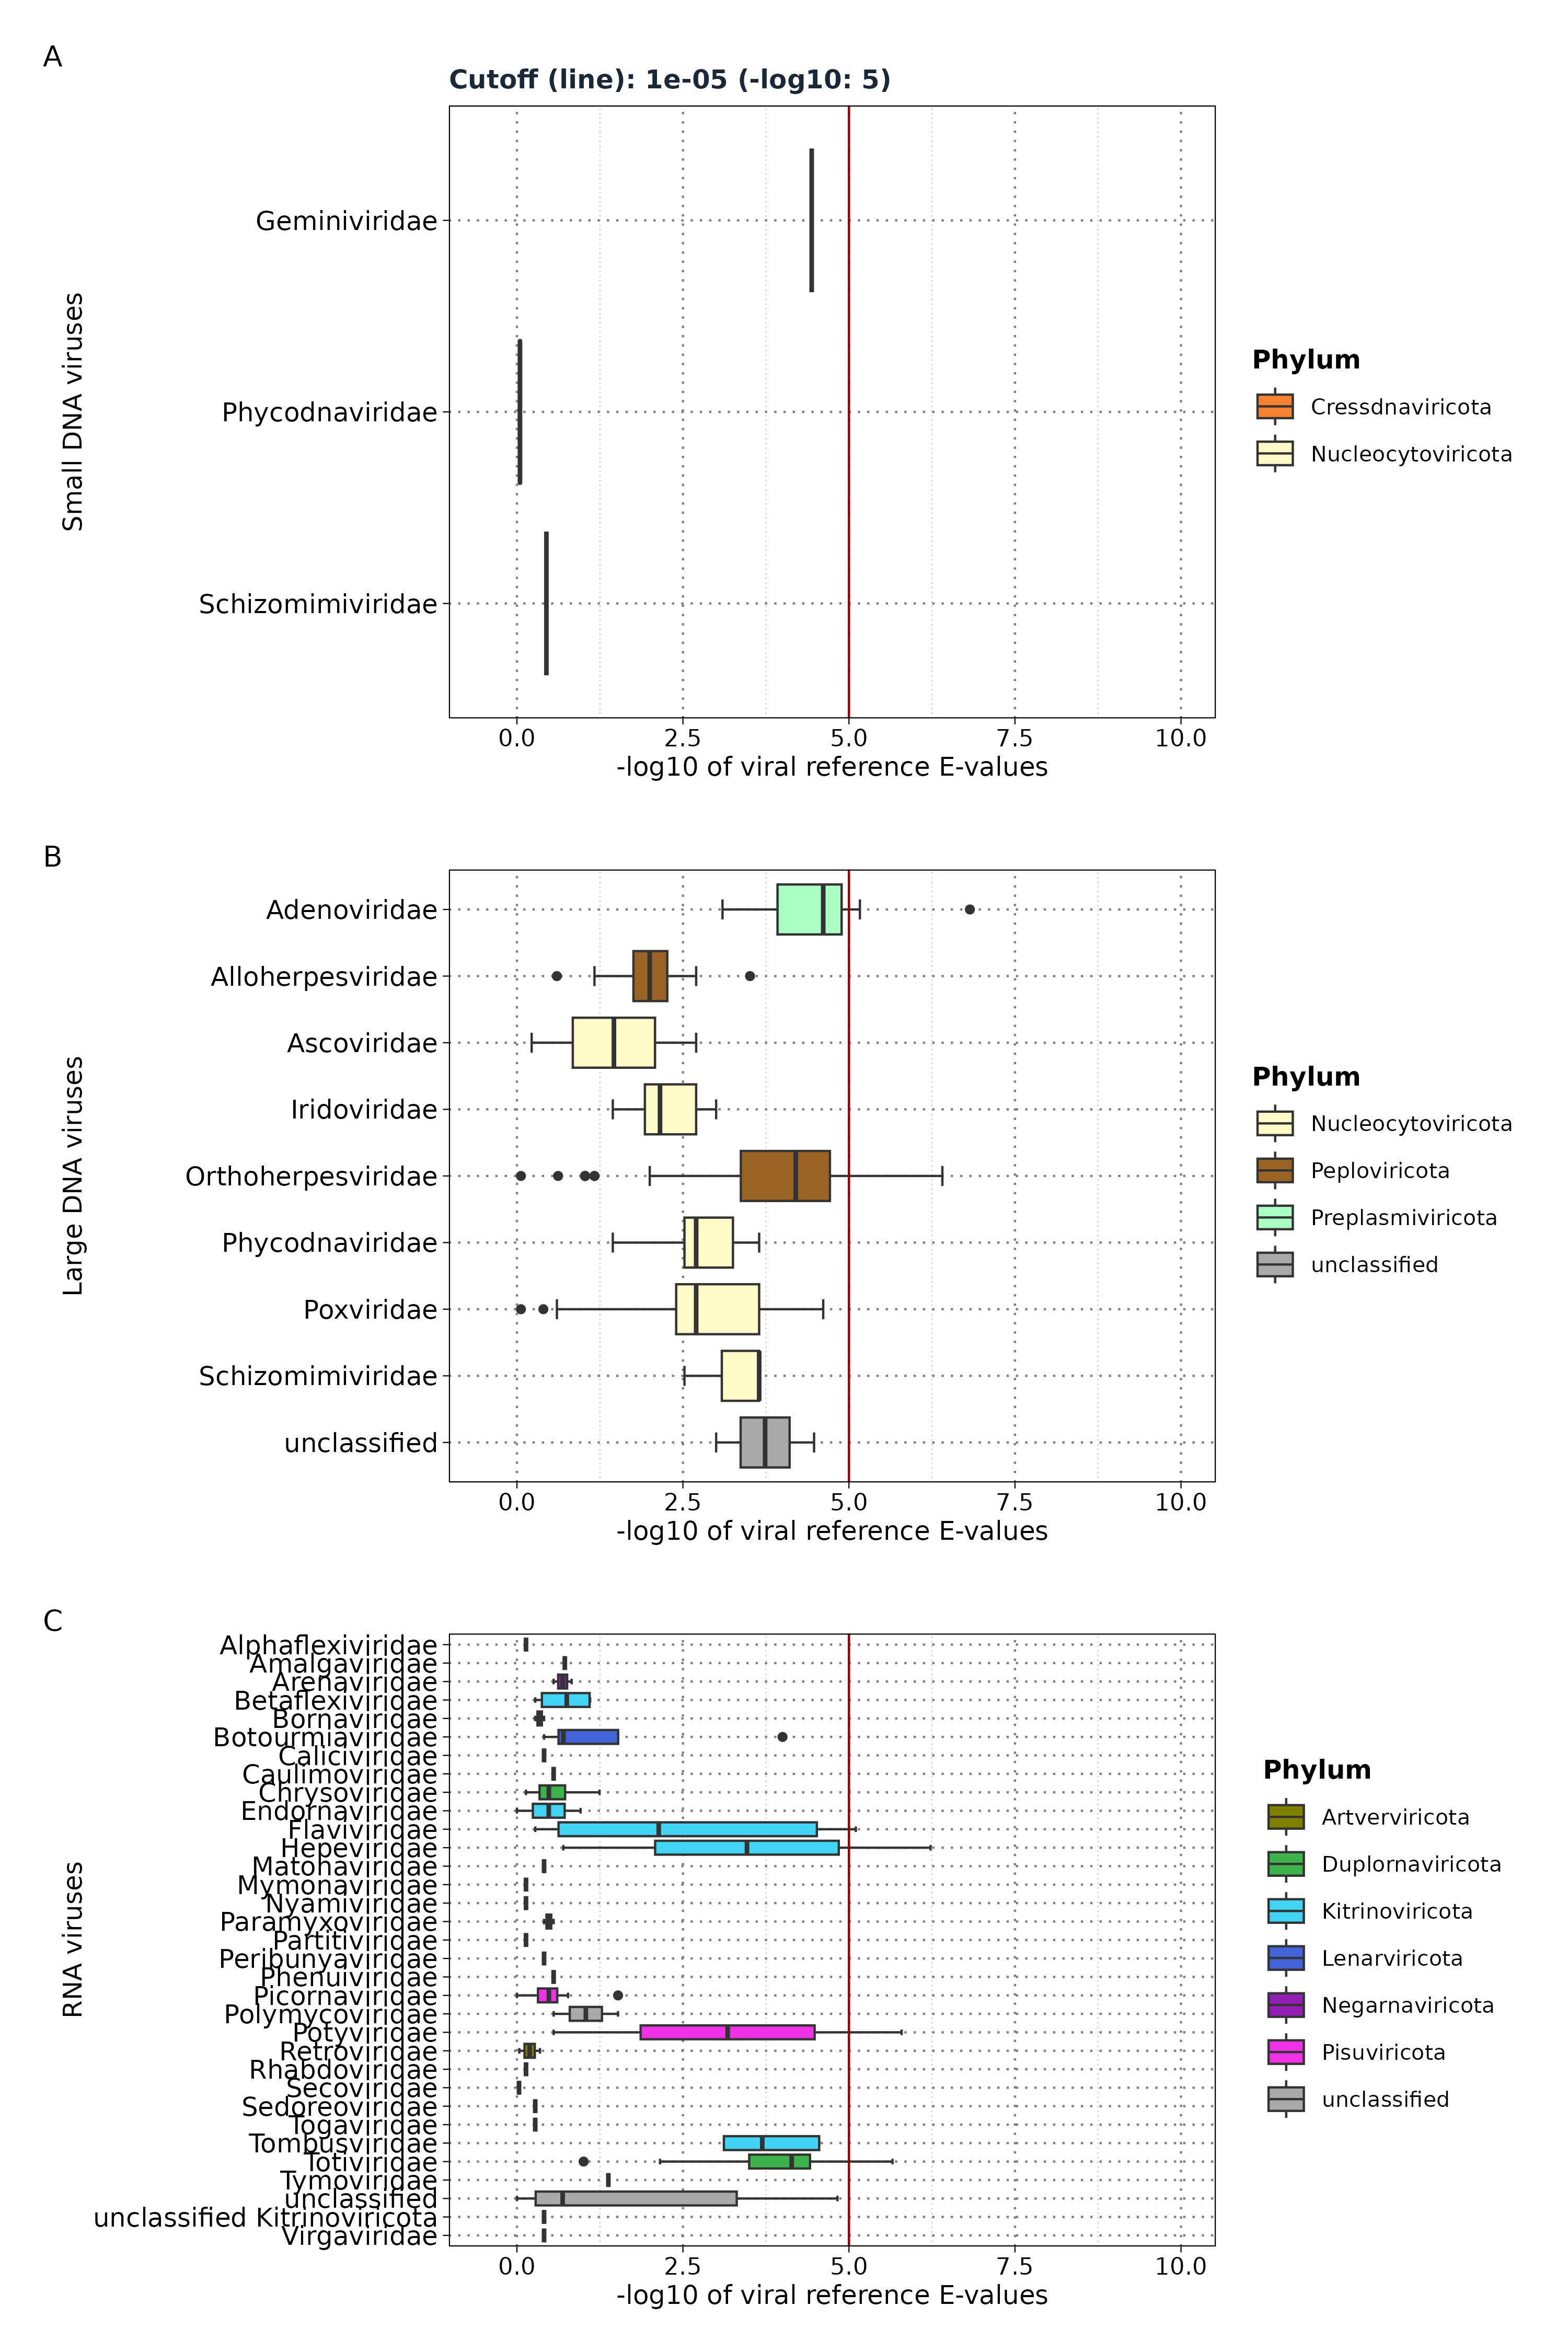 A
Cutoff (line): 1e-05 (-log10: 5)
Small DNA viruses
Geminiviridae
Phycodnaviridae
Schizomimiviridae
0.0 2.5 5.0 7.5 10.0
-log10 of viral reference E-values
Phylum
Cressdnaviricota
Nucleocytoviricota
B
Large DNA viruses
Adenoviridae
Alloherpesviridae
Ascoviridae
Iridoviridae
Orthoherpesviridae
Phycodnaviridae
Poxviridae
Schizomimiviridae
unclassified
0.0 2.5 5.0 7.5 10.0
-log10 of viral reference E-values
Phylum
Nucleocytoviricota
Peploviricota
Preplasmiviricota
unclassified
C
RNA viruses
Alphaflexiviridae
Amalgaviridae
Arenaviridae
Betaflexiviridae
Bornaviridae
Botourmiaviridae
Caliciviridae
Caulimoviridae
Chrysoviridae
Endornaviridae
Flaviviridae
Hepeviridae
Matonaviridae
Mymonaviridae
Nyamiviridae
Paramyxoviridae
Partitiviridae
Peribunyaviridae
Phenuiviridae
Picornaviridae
Polymycoviridae
Potyviridae
Retroviridae
Rhabdoviridae
Secoviridae
Sedoreoviridae
Togaviridae
Tombusviridae
Totiviridae
Tymoviridae
unclassified
unclassified Kitrinoviricota
Virgaviridae
0.0 2.5 5.0 7.5 10.0
-log10 of viral reference E-values
Phylum
Artverviricota
Duplornaviricota
Kitrinoviricota
Lenarviricota
Negarnaviricota
Pisuviricota
unclassified